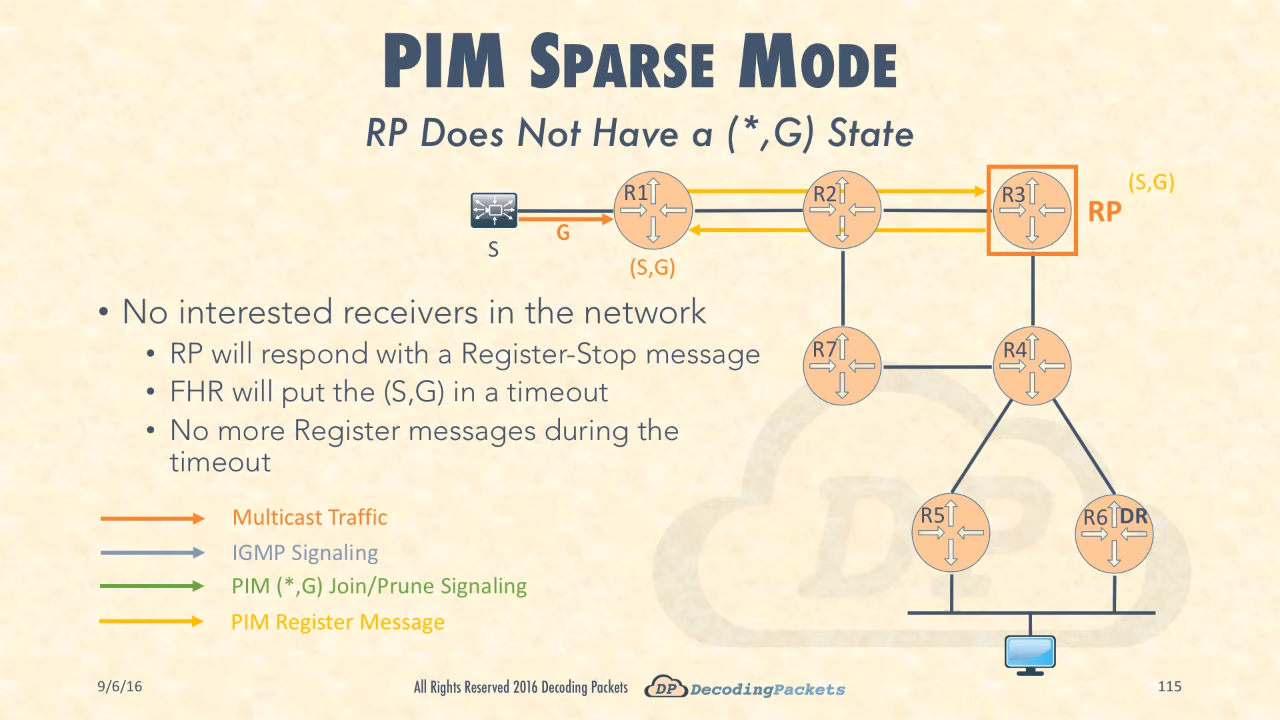 PIM Sparse Mode
RP Does Not Have a (*,G) State
R1
R2
R3
(S,G)
RP
G
S
(S,G)
• No interested receivers in the network
• RP will respond with a Register-Stop message
• FHR will put the (S,G) in a timeout
• No more Register messages during the
timeout
R7
R4
R5
R6 DR
Multicast Traffic
IGMP Signaling
PIM (*,G) Join/Prune Signaling
PIM Register Message
DP
9/6/16
All Rights Reserved 2016 Decoding Packets
DP DecodingPackets
115